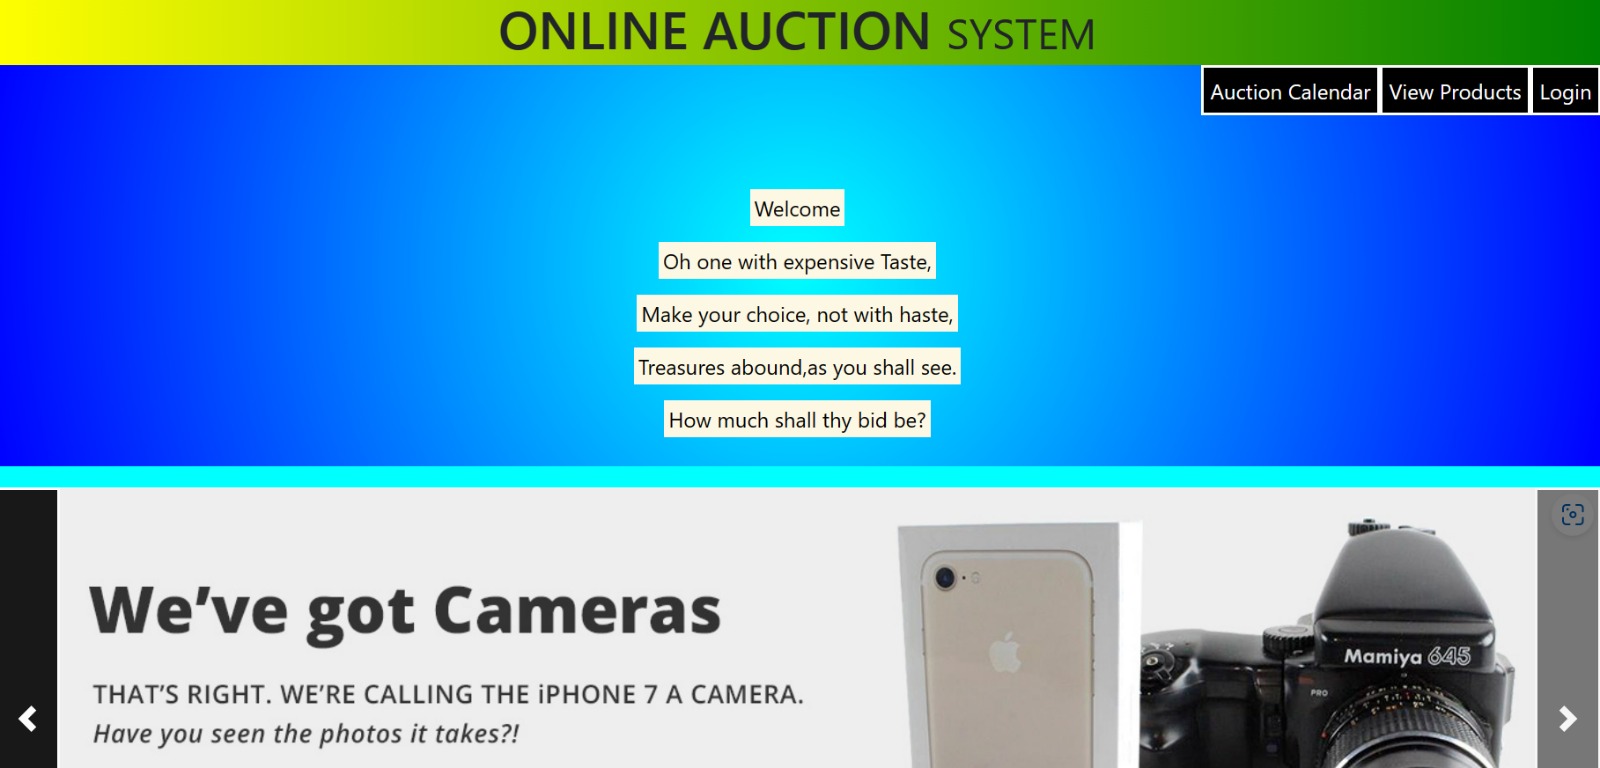 ONLINE AUCTION SYSTEM
Auction Calendar View Products Login
Welcome
Oh one with expensive Taste,
Make your choice, not with haste,
Treasures abound,as you shall see.
How much shall thy bid be?
We’ve got Cameras
THAT’S RIGHT. WE’RE CALLING THE iPHONE 7 A CAMERA.
Have you seen the photos it takes?!
Mamiya 645
PRO